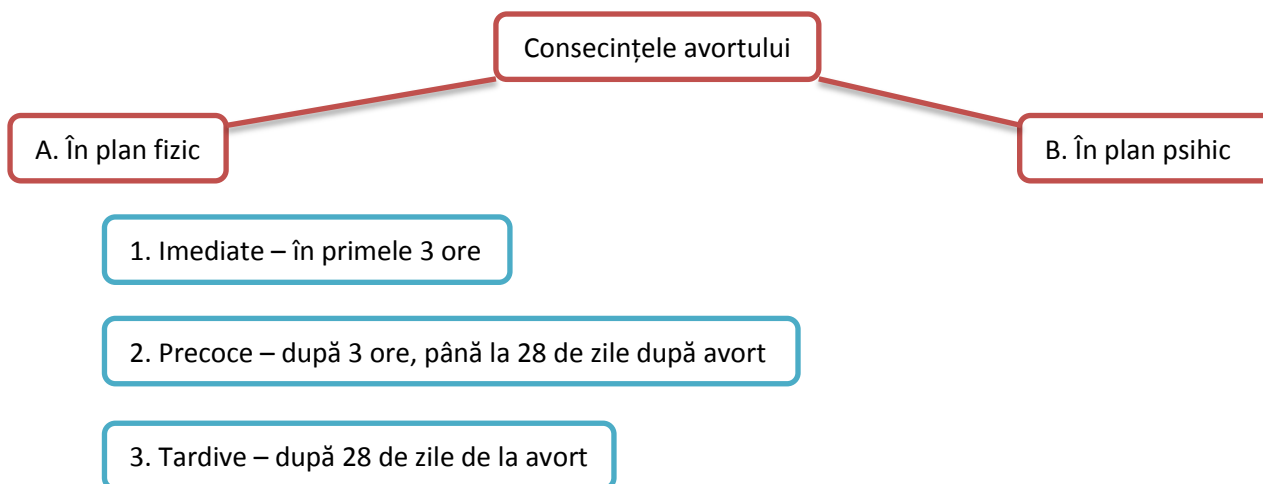 Consecințele avortului
A. În plan fizic
B. În plan psihic
1. Imediate – în primele 3 ore
2. Precoce – după 3 ore, până la 28 de zile după avort
3. Tardive – după 28 de zile de la avort